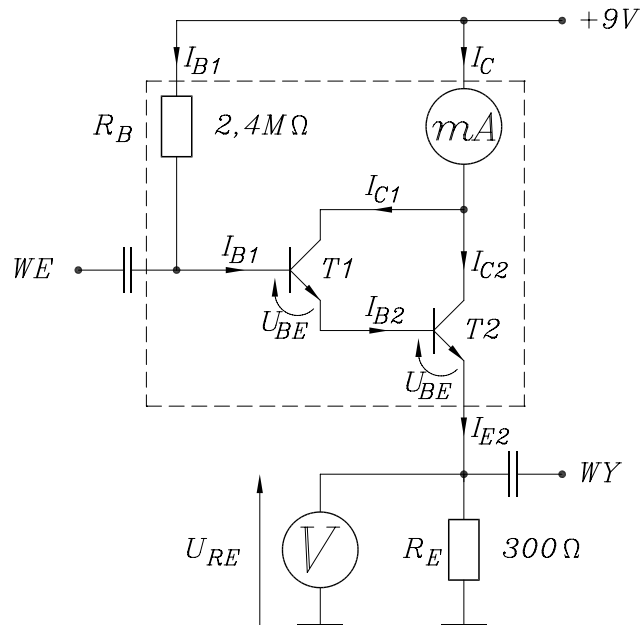 +9V
I_B1
I_C
R_B
2,4MΩ
mA
I_C1
I_B1
I_C2
WE
T1
I_B2
U_BE
T2
U_BE
I_E2
WY
U_RE
V
R_E
300Ω